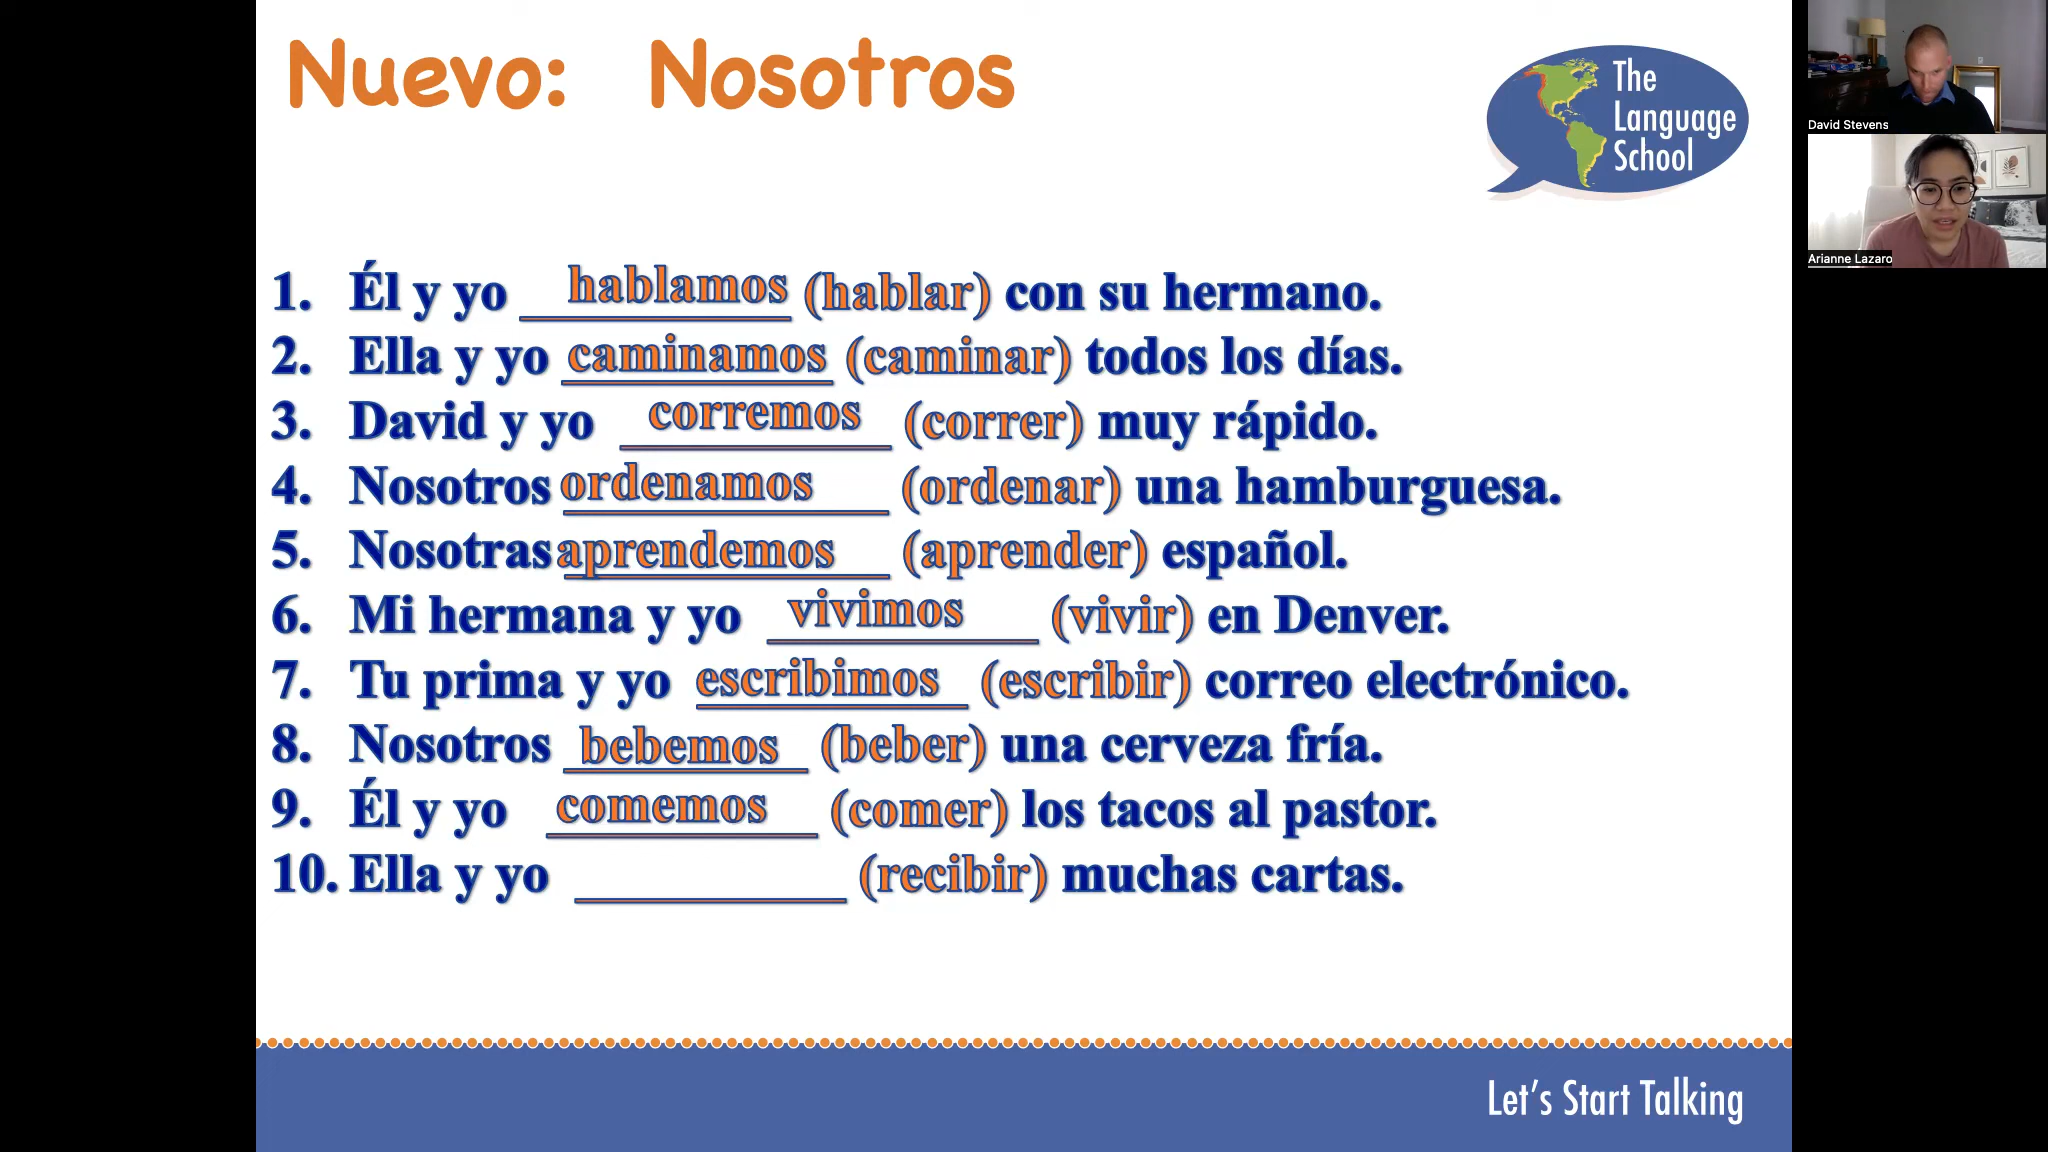 Nuevo: Nosotros
The
Language
School
1. Él y yo hablamos (hablar) con su hermano.
2. Ella y yo caminamos (caminar) todos los días.
3. David y yo corremos (correr) muy rápido.
4. Nosotros ordenamos (ordenar) una hamburguesa.
5. Nosotras aprendemos (aprender) español.
6. Mi hermana y yo vivimos (vivir) en Denver.
7. Tu prima y yo escribimos (escribir) correo electrónico.
8. Nosotros bebemos (beber) una cerveza fría.
9. Él y yo comemos (comer) los tacos al pastor.
10. Ella y yo ____________ (recibir) muchas cartas.
Let's Start Talking
David Stevens
Arianne Lazaro